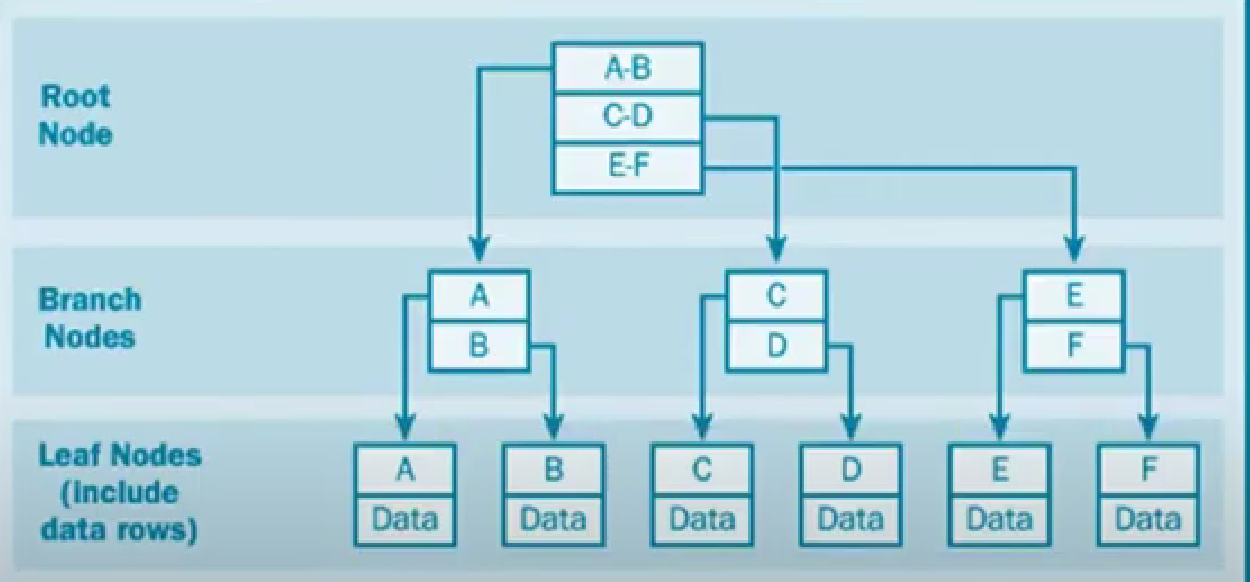 Root
Node
A-B
C-D
E-F
Branch
Nodes
A
B
C
D
E
F
Leaf Nodes
(include
data rows)
A
Data
B
Data
C
Data
D
Data
E
Data
F
Data